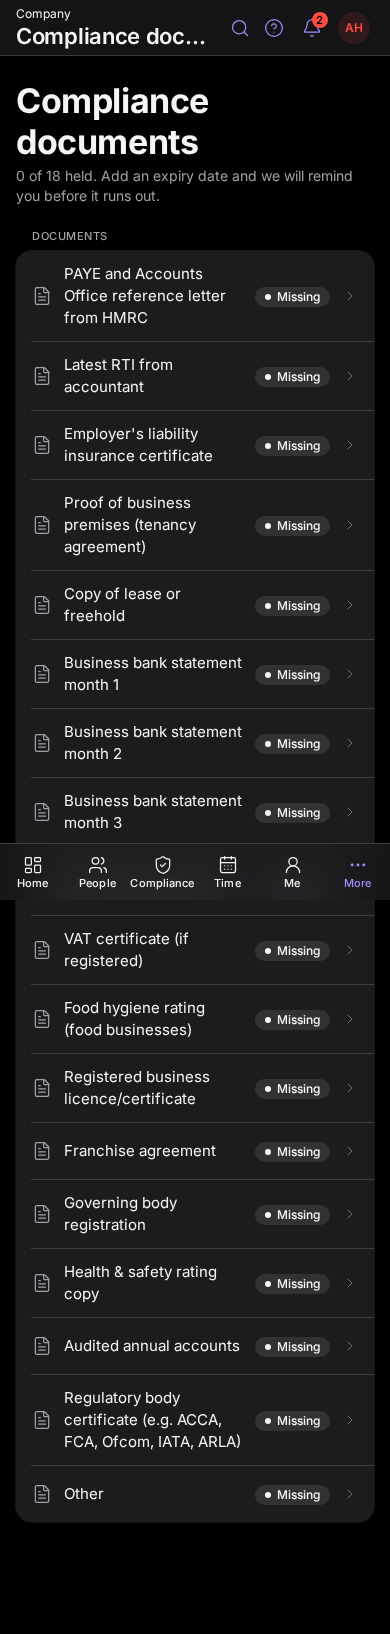 Company
Compliance doc...
2
AH
Compliance
documents
0 of 18 held. Add an expiry date and we will remind
you before it runs out.
DOCUMENTS
PAYE and Accounts
Office reference letter
from HMRC
Missing
Latest RTI from
accountant
Missing
Employer's liability
insurance certificate
Missing
Proof of business
premises (tenancy
agreement)
Missing
Copy of lease or
freehold
Missing
Business bank statement
month 1
Missing
Business bank statement
month 2
Missing
Business bank statement
month 3
Missing
Home
People
Compliance
Time
Me
More
VAT certificate (if
registered)
Missing
Food hygiene rating
(food businesses)
Missing
Registered business
licence/certificate
Missing
Franchise agreement
Missing
Governing body
registration
Missing
Health & safety rating
copy
Missing
Audited annual accounts
Missing
Regulatory body
certificate (e.g. ACCA,
FCA, Ofcom, IATA, ARLA)
Missing
Other
Missing